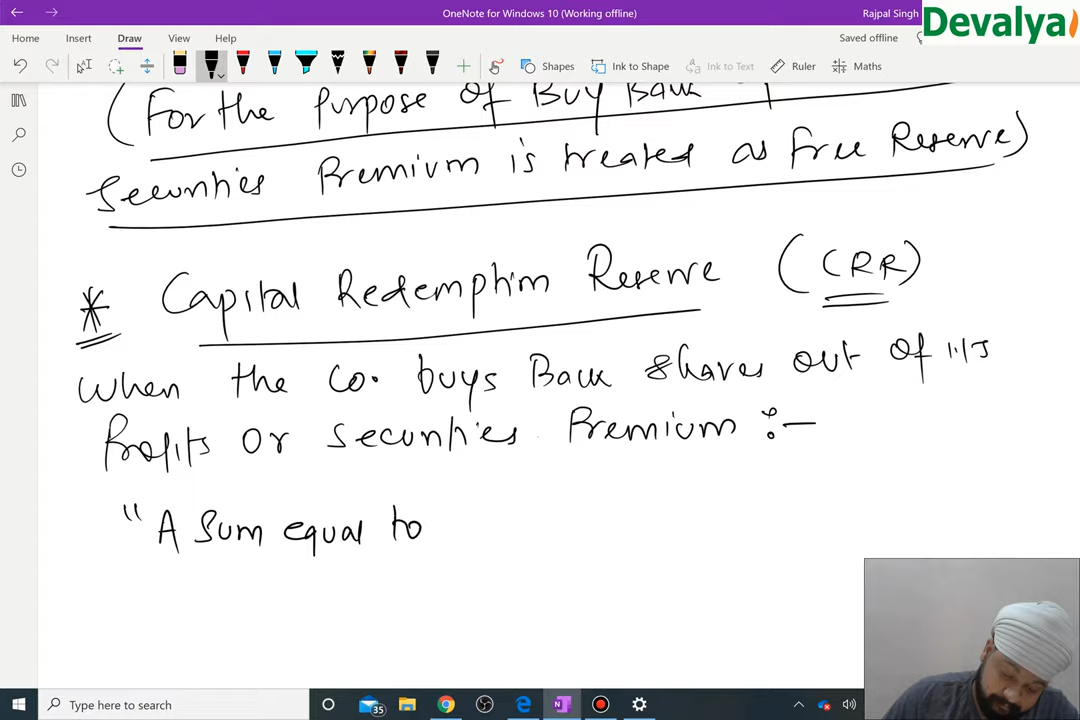 OneNote for Windows 10 (Working offline)
Rajpal Singh
Devalya
Home Insert Draw View Help
Saved offline
Shapes Ink to Shape Ink to Text Ruler Maths
(For the Purpose of Buy Back
Securities Premium is treated as Free Reserve)
* Capital Redemption Reserve (CRR)
When the Co. buys Back shares out of its
Profits Or Securities Premium :-
"A Sum equal to
Type here to search
35